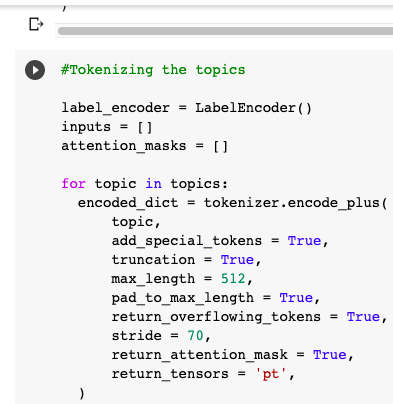 )
#Tokenizing the topics
label_encoder = LabelEncoder()
inputs = []
attention_masks = []
for topic in topics:
  encoded_dict = tokenizer.encode_plus(
      topic,
      add_special_tokens = True,
      truncation = True,
      max_length = 512,
      pad_to_max_length = True,
      return_overflowing_tokens = True,
      stride = 70,
      return_attention_mask = True,
      return_tensors = 'pt',
  )